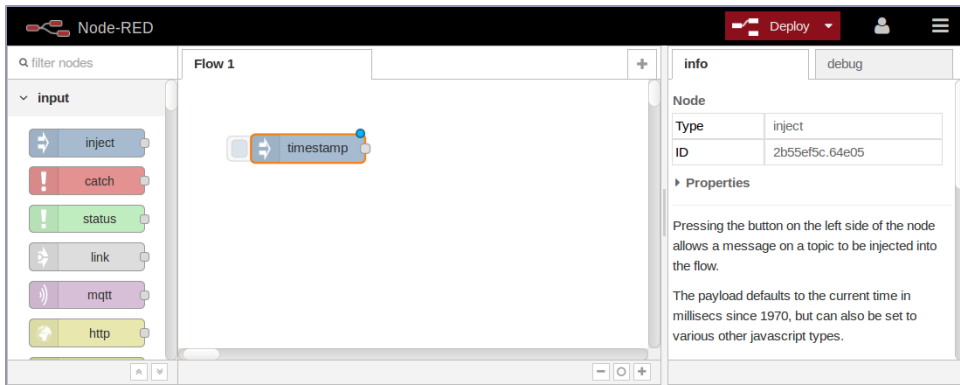 Node-RED
Deploy
filter nodes
Flow 1
info
debug
input
inject
catch
status
link
mqtt
http
timestamp
Node
Type
inject
ID
2b55ef5c.64e05
Properties
Pressing the button on the left side of the node
allows a message on a topic to be injected into
the flow.
The payload defaults to the current time in
millisecs since 1970, but can also be set to
various other javascript types.